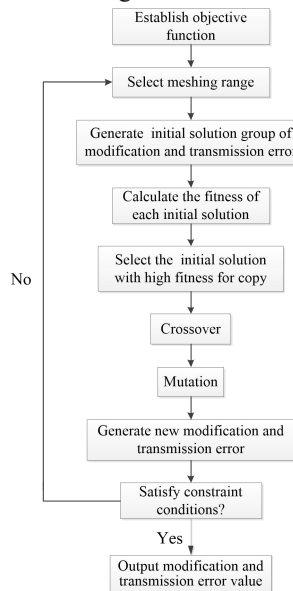 Establish objective
function
Select meshing range
Generate initial solution group of
modification and transmission error
Calculate the fitness of
each initial solution
Select the initial solution
with high fitness for copy
No
Crossover
Mutation
Generate new modification and
transmission error
Satisfy constraint
conditions?
Yes
Output modification and
transmission error value